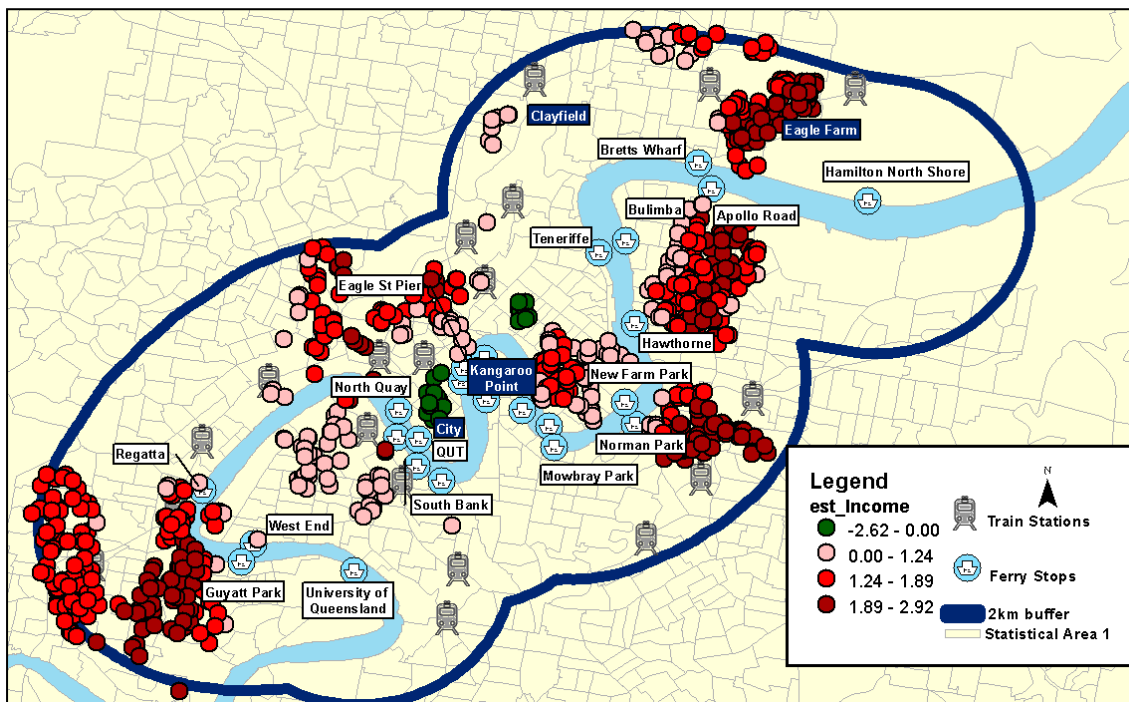 Clayfield
Eagle Farm
Bretts Wharf
Hamilton North Shore
Bulimba
Apollo Road
Teneriffe
Eagle St Pier
Hawthorne
Kangaroo
Point
New Farm Park
North Quay
City
QUT
Norman Park
Mowbray Park
Regatta
South Bank
West End
Guyatt Park
University of
Queensland
Legend
est_Income
-2.62 - 0.00
0.00 - 1.24
1.24 - 1.89
1.89 - 2.92
N
Train Stations
Ferry Stops
2km buffer
Statistical Area 1